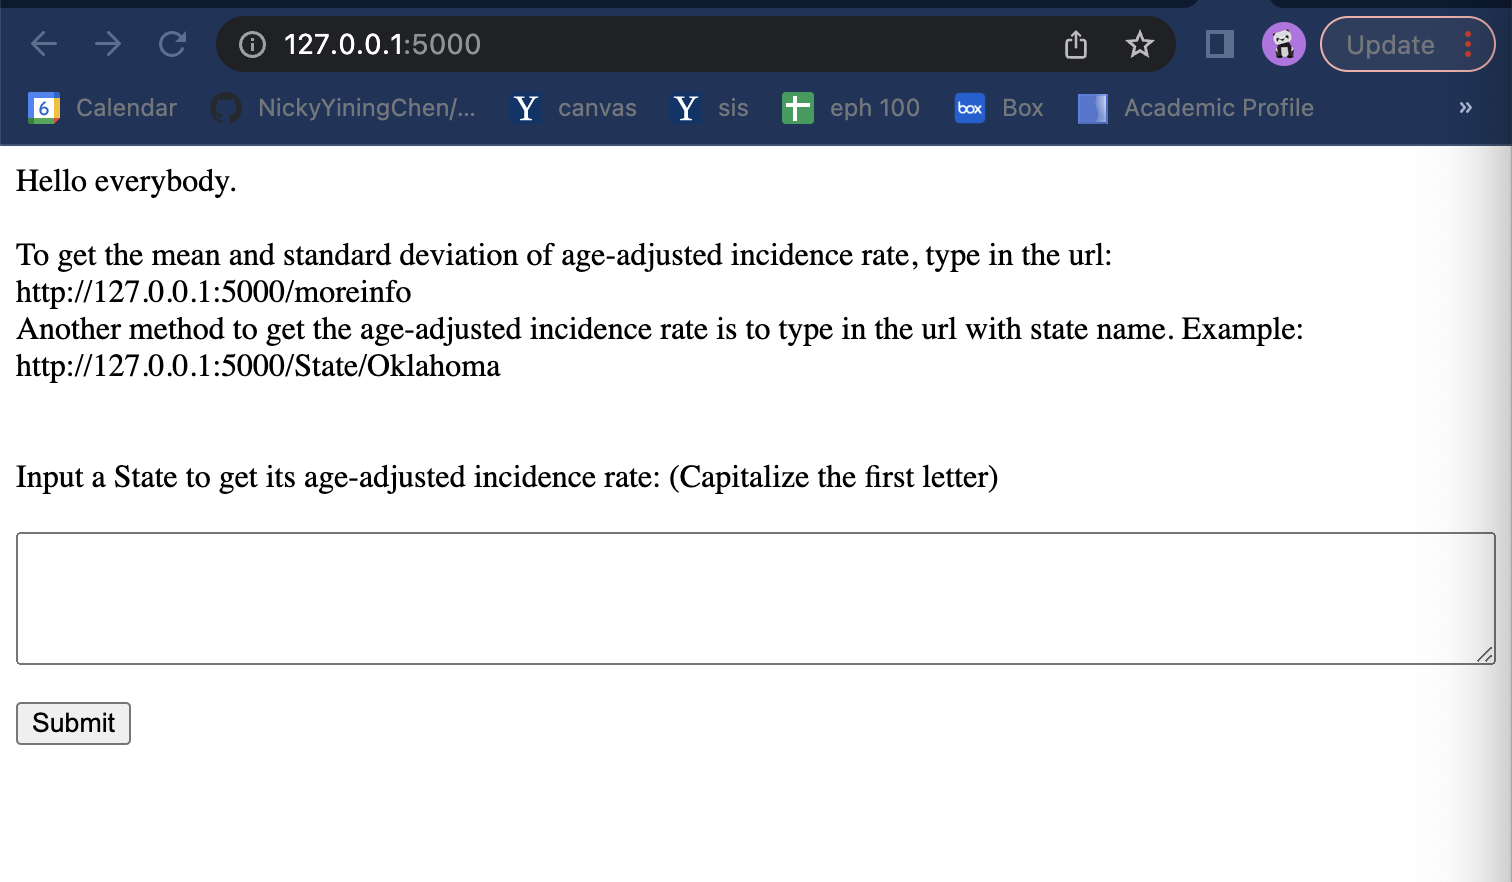 127.0.0.1:5000
Update
6 Calendar NickyYiningChen/... Y canvas Y sis eph 100 box Box Academic Profile »
Hello everybody.
To get the mean and standard deviation of age-adjusted incidence rate, type in the url:
http://127.0.0.1:5000/moreinfo
Another method to get the age-adjusted incidence rate is to type in the url with state name. Example:
http://127.0.0.1:5000/State/Oklahoma
Input a State to get its age-adjusted incidence rate: (Capitalize the first letter)
Submit